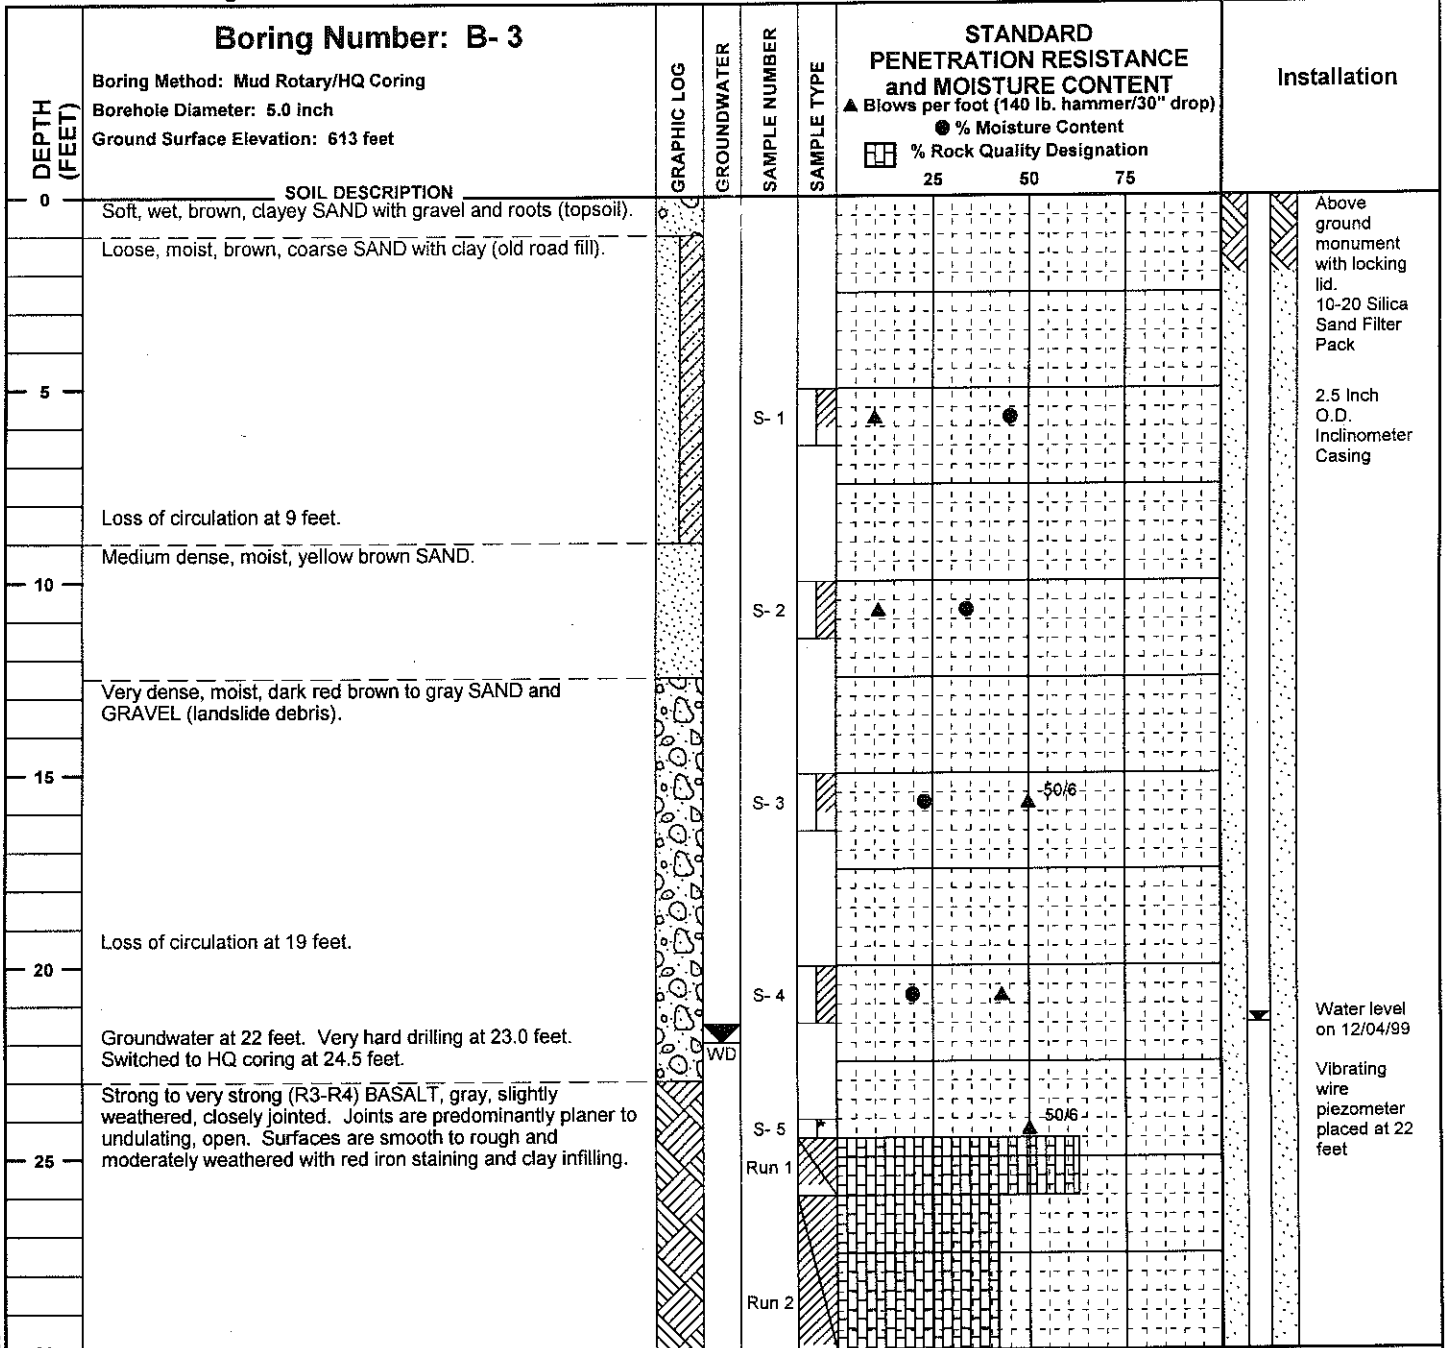 Boring Number: B- 3
Boring Method: Mud Rotary/HQ Coring
Borehole Diameter: 5.0 inch
Ground Surface Elevation: 613 feet
DEPTH
(FEET)
SOIL DESCRIPTION
GRAPHIC LOG
GROUNDWATER
SAMPLE NUMBER
SAMPLE TYPE
STANDARD
PENETRATION RESISTANCE
and MOISTURE CONTENT
▲ Blows per foot (140 lb. hammer/30" drop)
● % Moisture Content
% Rock Quality Designation
25 50 75
Installation
0
Soft, wet, brown, clayey SAND with gravel and roots (topsoil).
Loose, moist, brown, coarse SAND with clay (old road fill).
Above
ground
monument
with locking
lid.
10-20 Silica
Sand Filter
Pack
5
S- 1
2.5 Inch
O.D.
Inclinometer
Casing
Loss of circulation at 9 feet.
Medium dense, moist, yellow brown SAND.
10
S- 2
Very dense, moist, dark red brown to gray SAND and
GRAVEL (landslide debris).
15
S- 3
50/6
Loss of circulation at 19 feet.
20
S- 4
Groundwater at 22 feet. Very hard drilling at 23.0 feet.
Switched to HQ coring at 24.5 feet.
WD
Water level
on 12/04/99
Strong to very strong (R3-R4) BASALT, gray, slightly
weathered, closely jointed. Joints are predominantly planer to
undulating, open. Surfaces are smooth to rough and
moderately weathered with red iron staining and clay infilling.
Vibrating
wire
piezometer
placed at 22
feet
S- 5
50/6
25
Run 1
Run 2